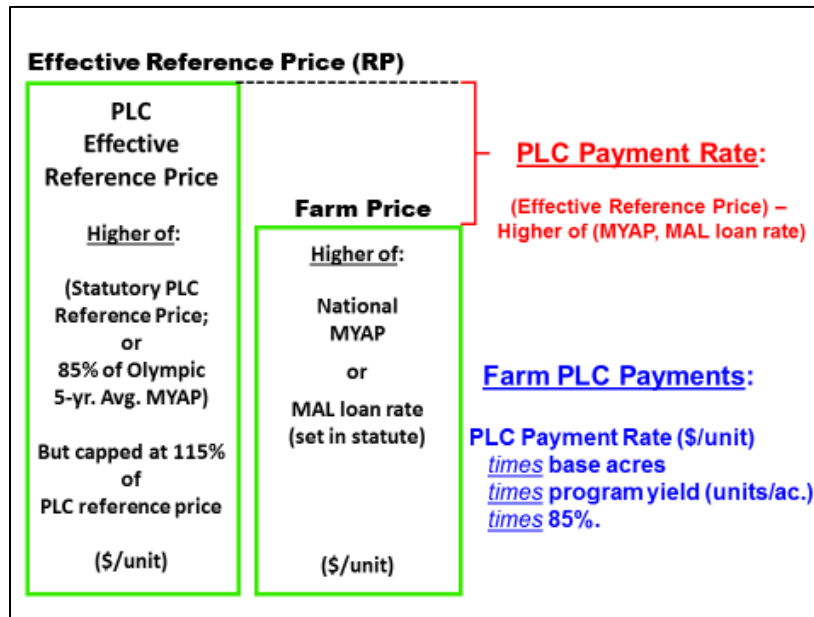 Effective Reference Price (RP)
PLC
Effective
Reference Price
Higher of:
(Statutory PLC
Reference Price;
or
85% of Olympic
5-yr. Avg. MYAP)
But capped at 115%
of
PLC reference price
($/unit)
Farm Price
Higher of:
National
MYAP
or
MAL loan rate
(set in statute)
($/unit)
PLC Payment Rate:
(Effective Reference Price) –
Higher of (MYAP, MAL loan rate)
Farm PLC Payments:
PLC Payment Rate ($/unit)
times base acres
times program yield (units/ac.)
times 85%.